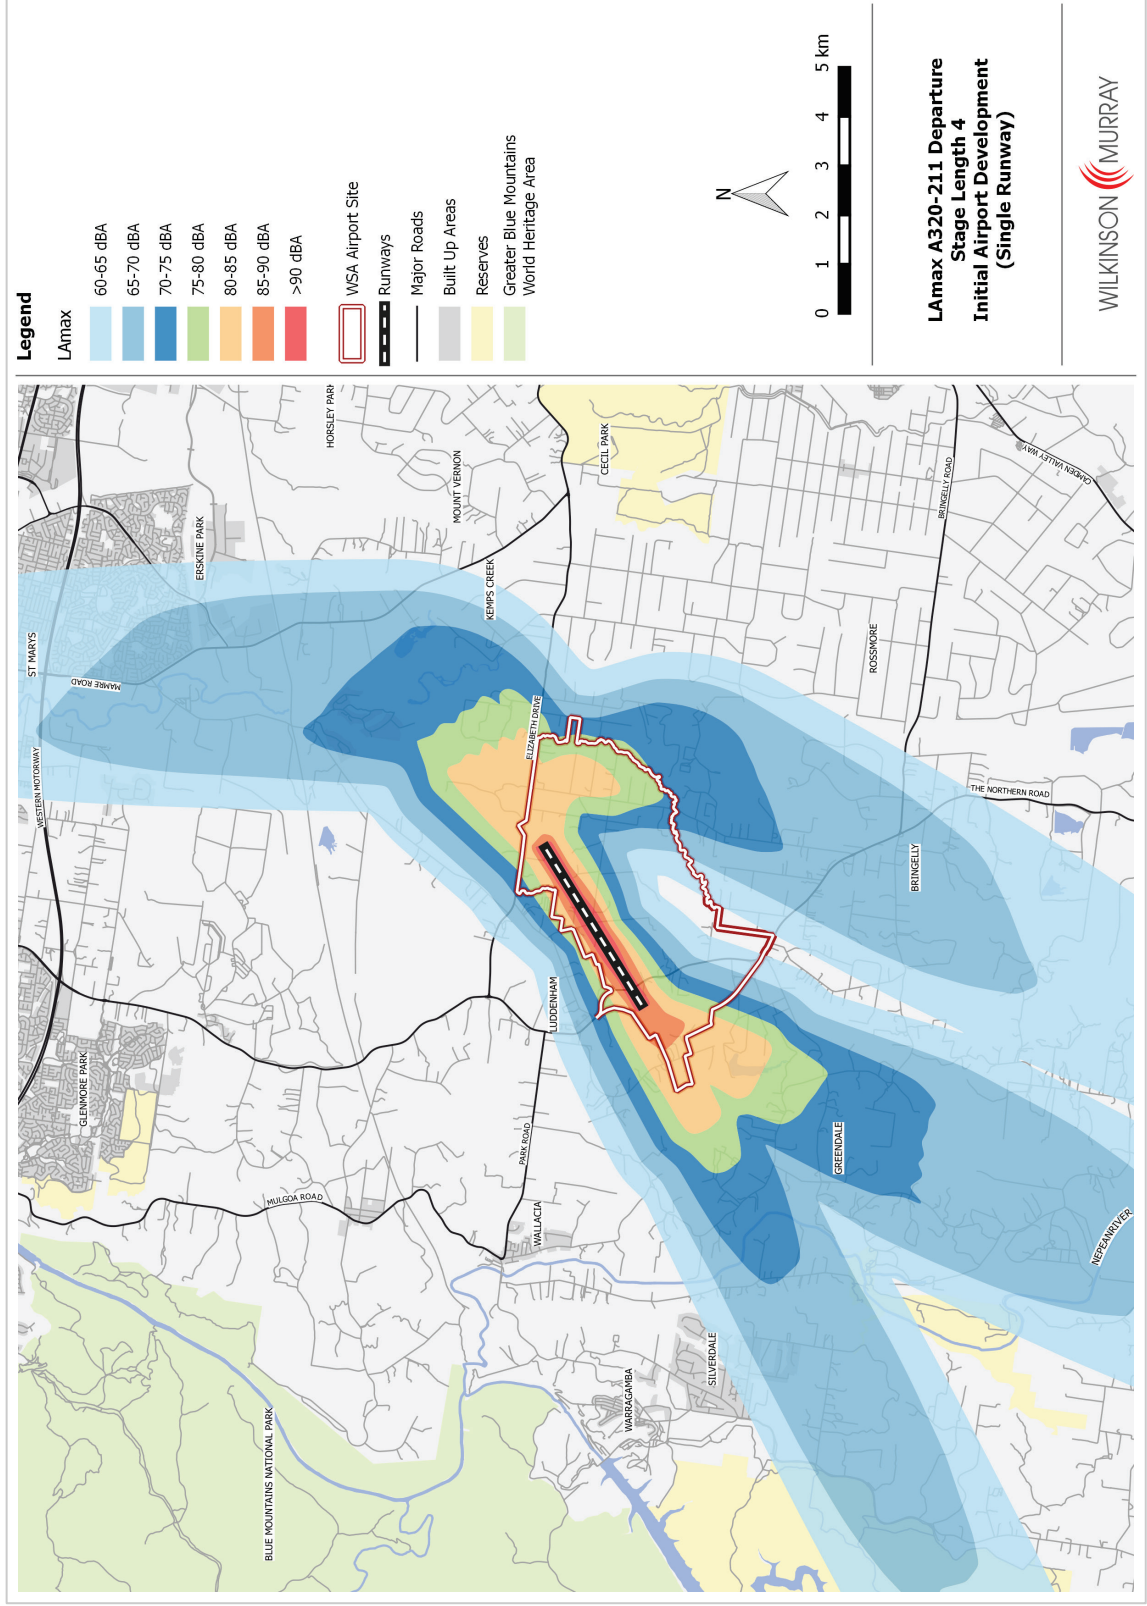 Legend
LAmax
60-65 dBA
65-70 dBA
70-75 dBA
75-80 dBA
80-85 dBA
85-90 dBA
>90 dBA
WSA Airport Site
Runways
Major Roads
Built Up Areas
Reserves
Greater Blue Mountains
World Heritage Area
N
0 1 2 3 4 5 km
LAmax A320-211 Departure
Stage Length 4
Initial Airport Development
(Single Runway)
WILKINSON MURRAY
ST MARYS
MAMRE ROAD
WESTERN MOTORWAY
ERSKINE PARK
HORSLEY PARK
MOUNT VERNON
KEMPS CREEK
CECIL PARK
ELIZABETH DRIVE
GLENMORE PARK
MULGOA ROAD
LUDDENHAM
PARK ROAD
WALLACIA
BLUE MOUNTAINS NATIONAL PARK
WARRAGAMBA
SILVERDALE
GREENDALE
NEPEANRIVER
BRINGELLY
THE NORTHERN ROAD
ROSSMORE
BRINGELLY ROAD
CAMDEN VALLEY WAY